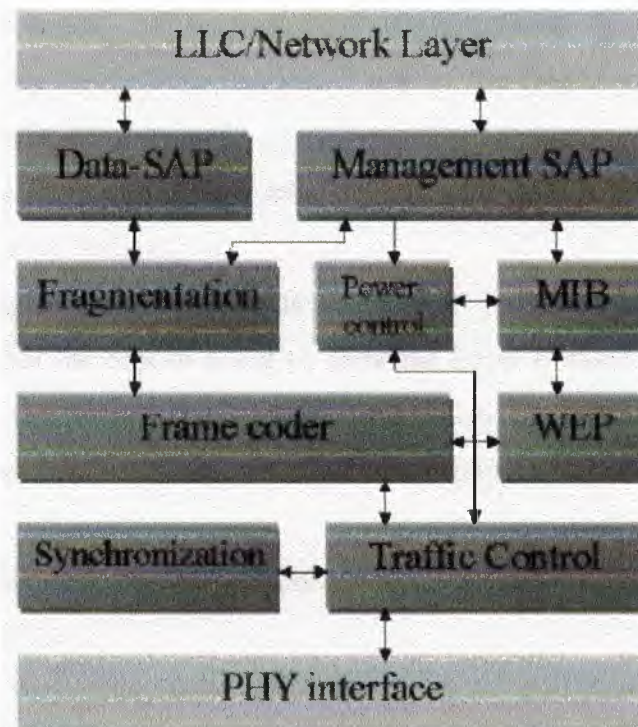 LLC/Network Layer
Data-SAP
Management SAP
Fragmentation
Power
control
MIB
Frame coder
WEP
Synchronization
Traffic Control
PHY interface